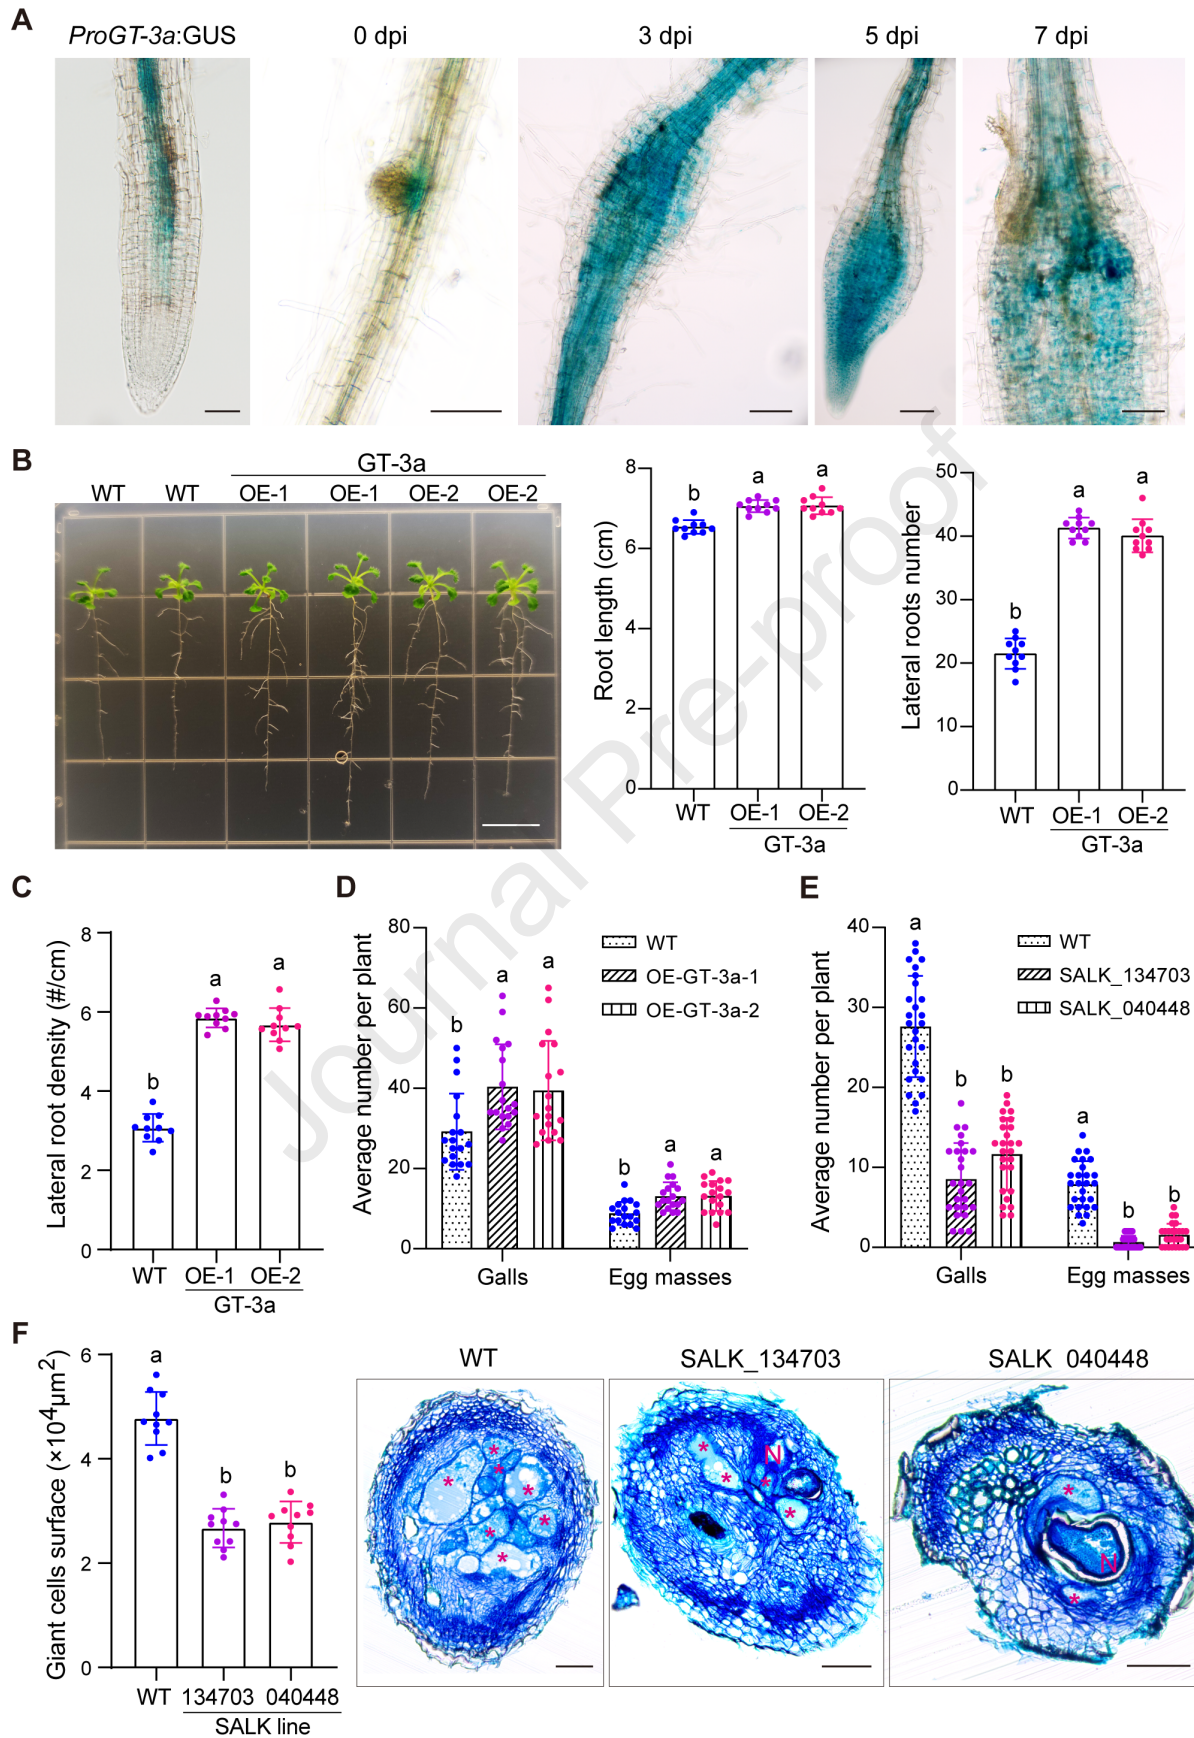 A
ProGT-3a:GUS
0 dpi
3 dpi
5 dpi
7 dpi
B
GT-3a
WT
WT
OE-1
OE-1
OE-2
OE-2
Root length (cm)
8
6
4
2
0
b
a
a
WT
OE-1
OE-2
GT-3a
Lateral roots number
50
40
30
20
10
0
b
a
a
WT
OE-1
OE-2
GT-3a
C
Lateral root density (#/cm)
8
6
4
2
0
b
a
a
WT
OE-1
OE-2
GT-3a
D
Average number per plant
80
60
40
20
0
WT
OE-GT-3a-1
OE-GT-3a-2
b
a
a
b
a
a
Galls
Egg masses
E
Average number per plant
40
30
20
10
0
WT
SALK_134703
SALK_040448
a
b
b
a
b
b
Galls
Egg masses
F
Giant cells surface (×10⁴μm²)
6
4
2
0
a
b
b
WT
134703
040448
SALK line
WT
SALK_134703
SALK 040448
*
*
*
*
*
*
*
*
*
N
*
*
*
N
*
Journal Pre-proof